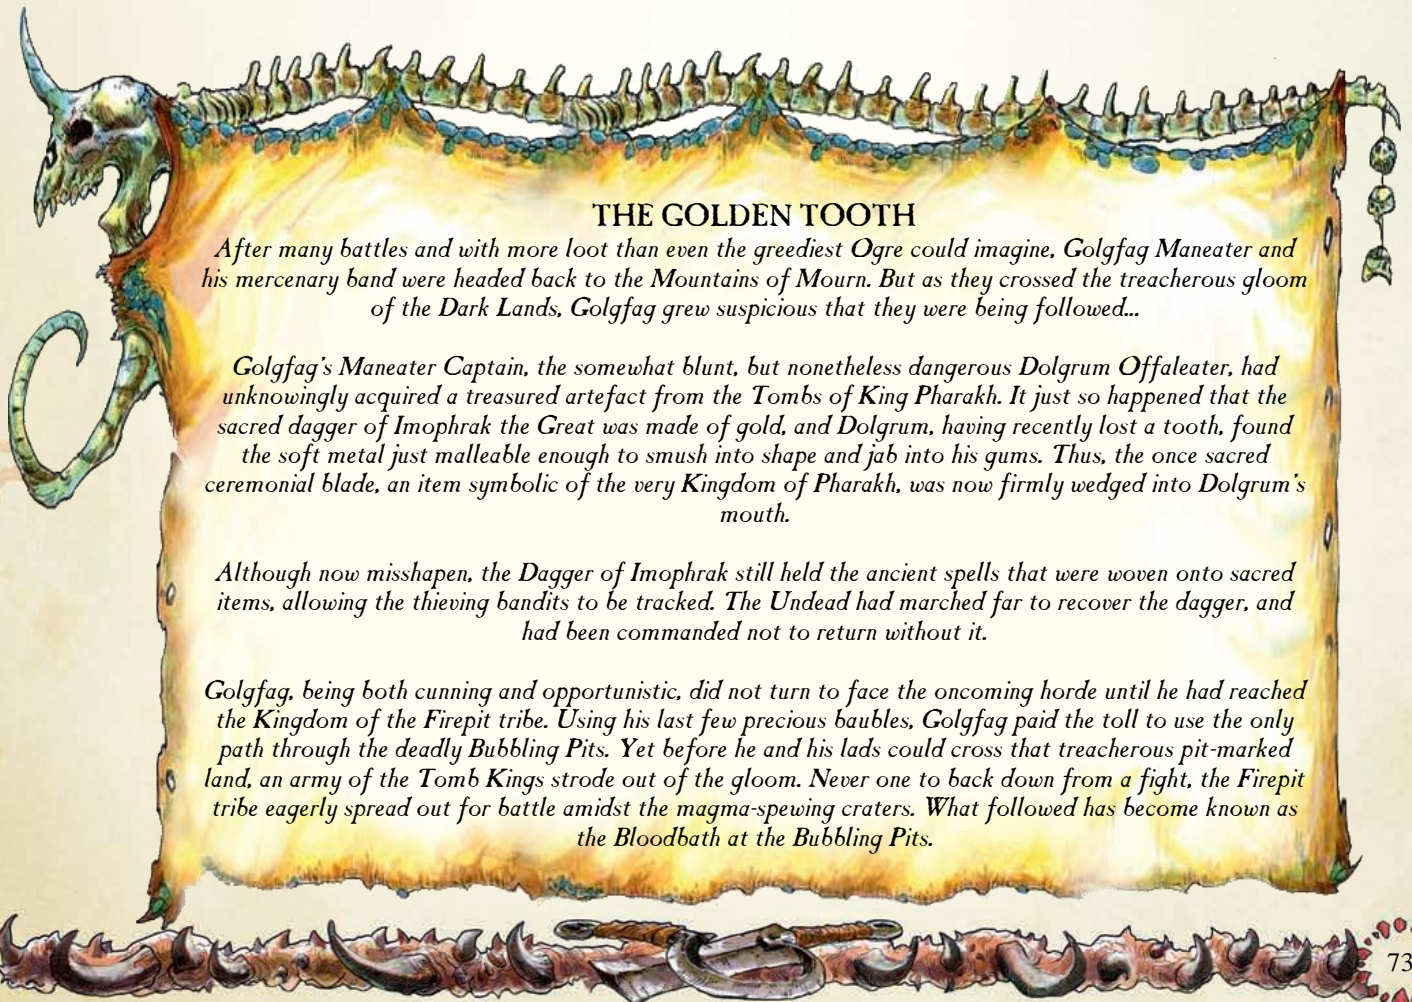 THE GOLDEN TOOTH
After many battles and with more loot than even the greediest Ogre could imagine, Golgfag Maneater and
his mercenary band were headed back to the Mountains of Mourn. But as they crossed the treacherous gloom
of the Dark Lands, Golgfag grew suspicious that they were being followed...
Golgfag's Maneater Captain, the somewhat blunt, but nonetheless dangerous Dolgrum Offaleater, had
unknowingly acquired a treasured artefact from the Tombs of King Pharakh. It just so happened that the
sacred dagger of Imophrak the Great was made of gold, and Dolgrum, having recently lost a tooth, found
the soft metal just malleable enough to smush into shape and jab into his gums. Thus, the once sacred
ceremonial blade, an item symbolic of the very Kingdom of Pharakh, was now firmly wedged into Dolgrum's
mouth.
Although now misshapen, the Dagger of Imophrak still held the ancient spells that were woven onto sacred
items, allowing the thieving bandits to be tracked. The Undead had marched far to recover the dagger, and
had been commanded not to return without it.
Golgfag, being both cunning and opportunistic, did not turn to face the oncoming horde until he had reached
the Kingdom of the Firepit tribe. Using his last few precious baubles, Golgfag paid the toll to use the only
path through the deadly Bubbling Pits. Yet before he and his lads could cross that treacherous pit-marked
land, an army of the Tomb Kings strode out of the gloom. Never one to back down from a fight, the Firepit
tribe eagerly spread out for battle amidst the magma-spewing craters. What followed has become known as
the Bloodbath at the Bubbling Pits.
73